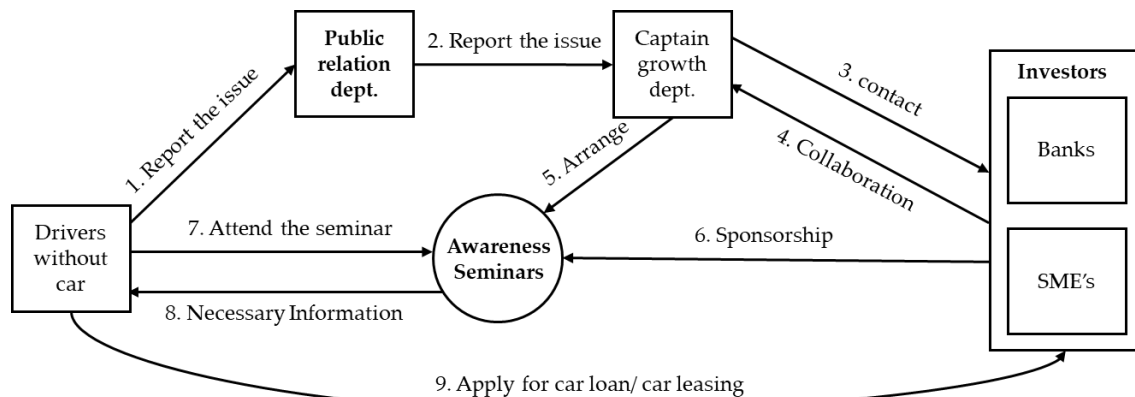 Public
relation
dept.
2. Report the issue
Captain
growth
dept.
3. contact
Investors
Banks
SME's
4. Collaboration
1. Report the issue
5. Arrange
Drivers
without
car
7. Attend the seminar
Awareness
Seminars
6. Sponsorship
8. Necessary Information
9. Apply for car loan/ car leasing